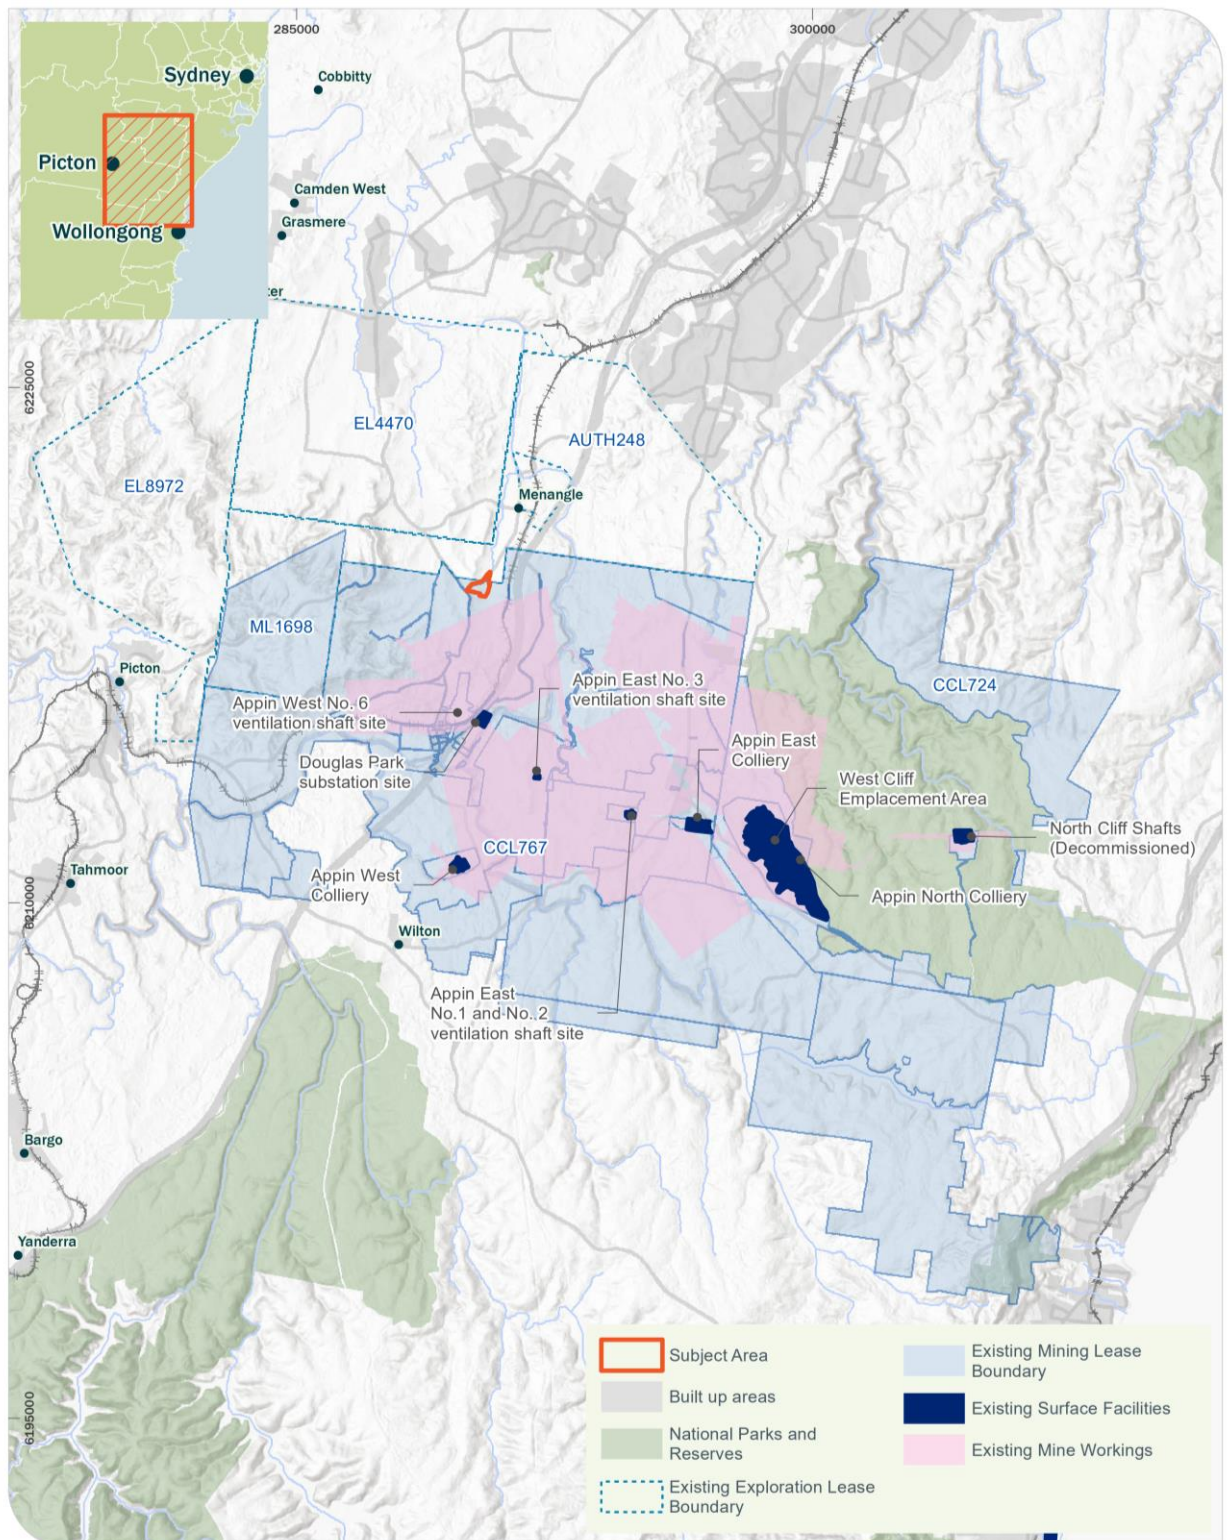 285000
300000
Sydney
Cobbitty
Picton
Camden West
Grasmere
Wollongong
6225000
EL4470
AUTH248
EL8972
Menangle
ML1698
Picton
CCL724
Appin East No. 3
ventilation shaft site
Appin West No. 6
ventilation shaft site
Appin East
Colliery
Douglas Park
substation site
West Cliff
Emplacement Area
North Cliff Shafts
(Decommissioned)
CCL767
Tahmoor
Appin West
Colliery
Appin North Colliery
6210000
Wilton
Appin East
No.1 and No. 2
ventilation shaft site
Bargo
Yanderra
6195000
Subject Area
Built up areas
National Parks and
Reserves
Existing Exploration Lease
Boundary
Existing Mining Lease
Boundary
Existing Surface Facilities
Existing Mine Workings